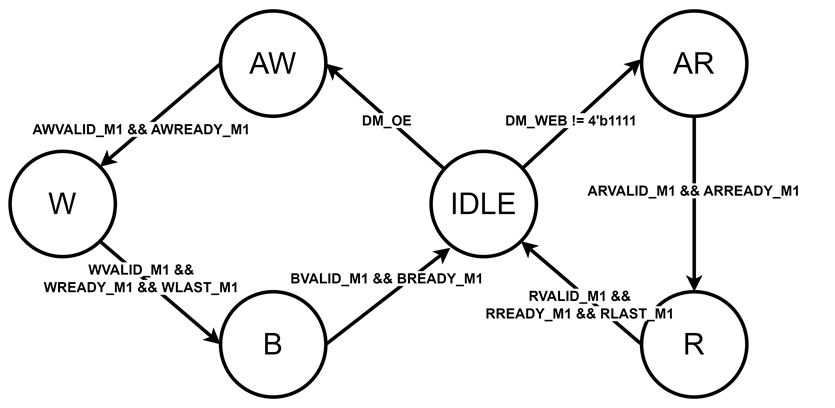 AW
AR
DM_OE
DM_WEB != 4'b1111
AWVALID_M1 && AWREADY_M1
W
IDLE
ARVALID_M1 && ARREADY_M1
WVALID_M1 &&
WREADY_M1 && WLAST_M1
BVALID_M1 && BREADY_M1
RVALID_M1 &&
RREADY_M1 && RLAST_M1
B
R